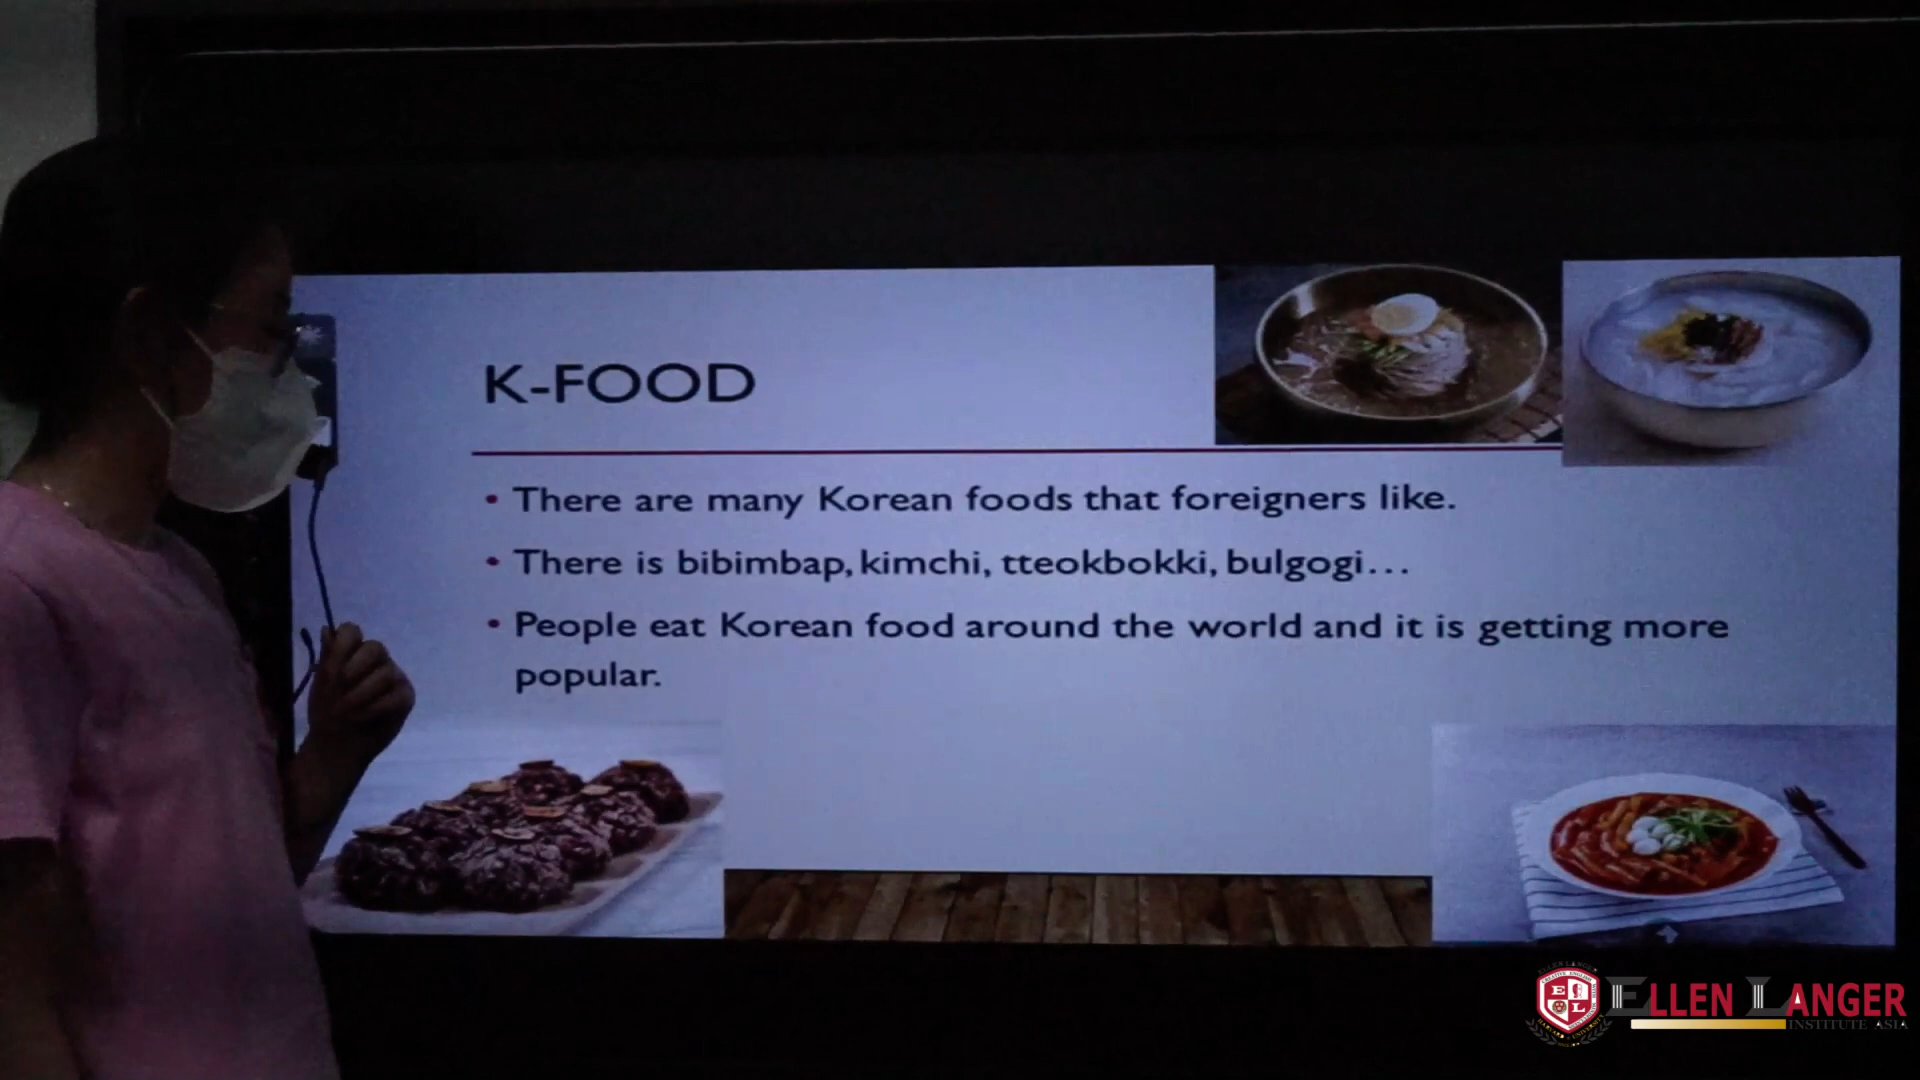 K-FOOD
• There are many Korean foods that foreigners like.
• There is bibimbap, kimchi, tteokbokki, bulgogi...
• People eat Korean food around the world and it is getting more
popular.
ELLEN LANGER
INSTITUTE ASIA